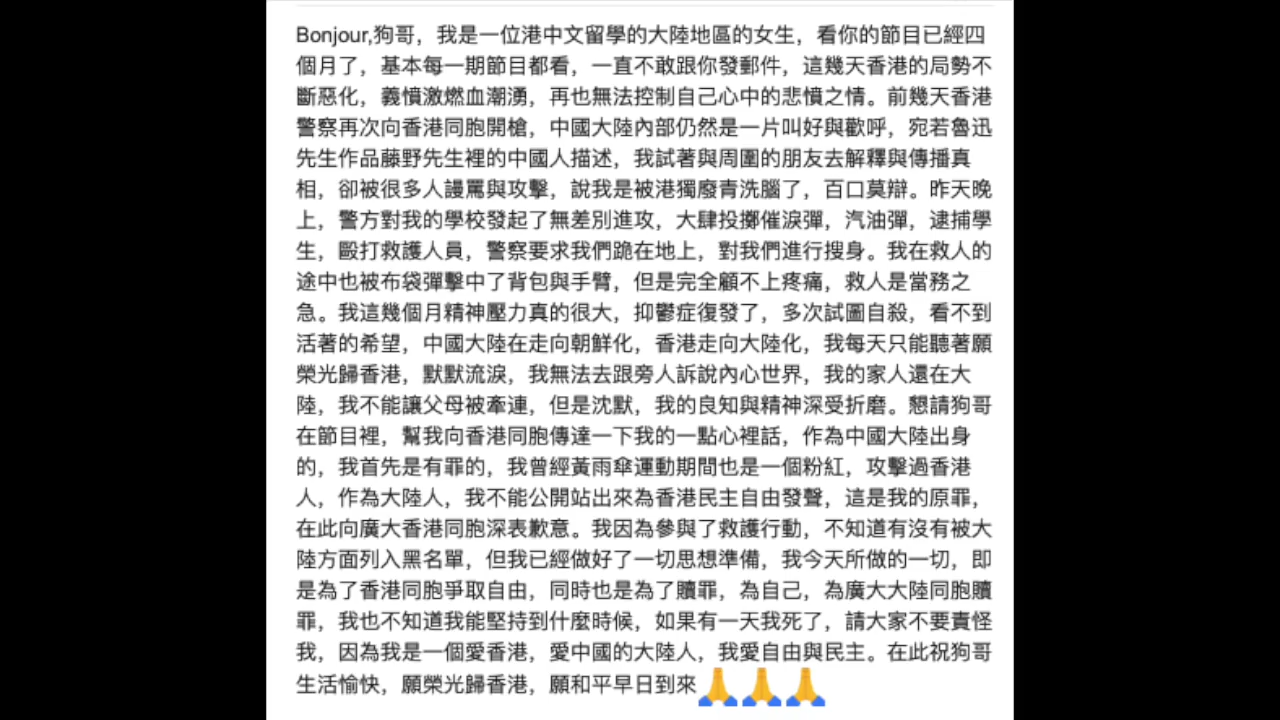 Bonjour,狗哥，我是一位港中文留學的大陸地區的女生，看你的節目已經四
個月了，基本每一期節目都看，一直不敢跟你發郵件，這幾天香港的局勢不
斷惡化，義憤激燃血潮湧，再也無法控制自己心中的悲憤之情。前幾天香港
警察再次向香港同胞開槍，中國大陸內部仍然是一片叫好與歡呼，宛若魯迅
先生作品藤野先生裡的中國人描述，我試著與周圍的朋友去解釋與傳播真
相，卻被很多人謾罵與攻擊，說我是被港獨廢青洗腦了，百口莫辯。昨天晚
上，警方對我的學校發起了無差別進攻，大肆投擲催淚彈，汽油彈，逮捕學
生，毆打救護人員，警察要求我們跪在地上，對我們進行搜身。我在救人的
途中也被布袋彈擊中了背包與手臂，但是完全顧不上疼痛，救人是當務之
急。我這幾個月精神壓力真的很大，抑鬱症復發了，多次試圖自殺，看不到
活著的希望，中國大陸在走向朝鮮化，香港走向大陸化，我每天只能聽著願
榮光歸香港，默默流淚，我無法去跟旁人訴說內心世界，我的家人還在大
陸，我不能讓父母被牽連，但是沈默，我的良知與精神深受折磨。懇請狗哥
在節目裡，幫我向香港同胞傳達一下我的一點心裡話，作為中國大陸出身
的，我首先是有罪的，我曾經黃雨傘運動期間也是一個粉紅，攻擊過香港
人，作為大陸人，我不能公開站出來為香港民主自由發聲，這是我的原罪，
在此向廣大香港同胞深表歉意。我因為參與了救護行動，不知道有沒有被大
陸方面列入黑名單，但我已經做好了一切思想準備，我今天所做的一切，即
是為了香港同胞爭取自由，同時也是為了贖罪，為自己，為廣大大陸同胞贖
罪，我也不知道我能堅持到什麼時候，如果有一天我死了，請大家不要責怪
我，因為我是一個愛香港，愛中國的大陸人，我愛自由與民主。在此祝狗哥
生活愉快，願榮光歸香港，願和平早日到來🙏🙏🙏